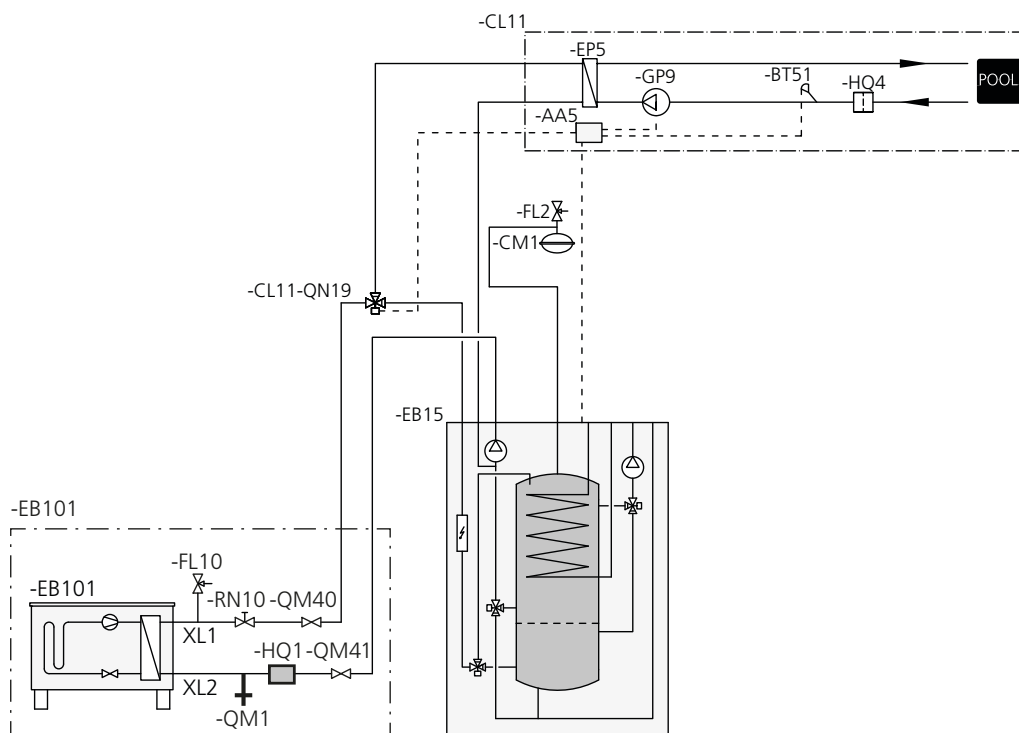 -CL11
-EP5
-GP9
-BT51
-HQ4
POOL
-AA5
-FL2
-CM1
-CL11-QN19
-EB15
-EB101
-FL10
-EB101
-RN10 -QM40
XL1
-HQ1 -QM41
XL2
-QM1